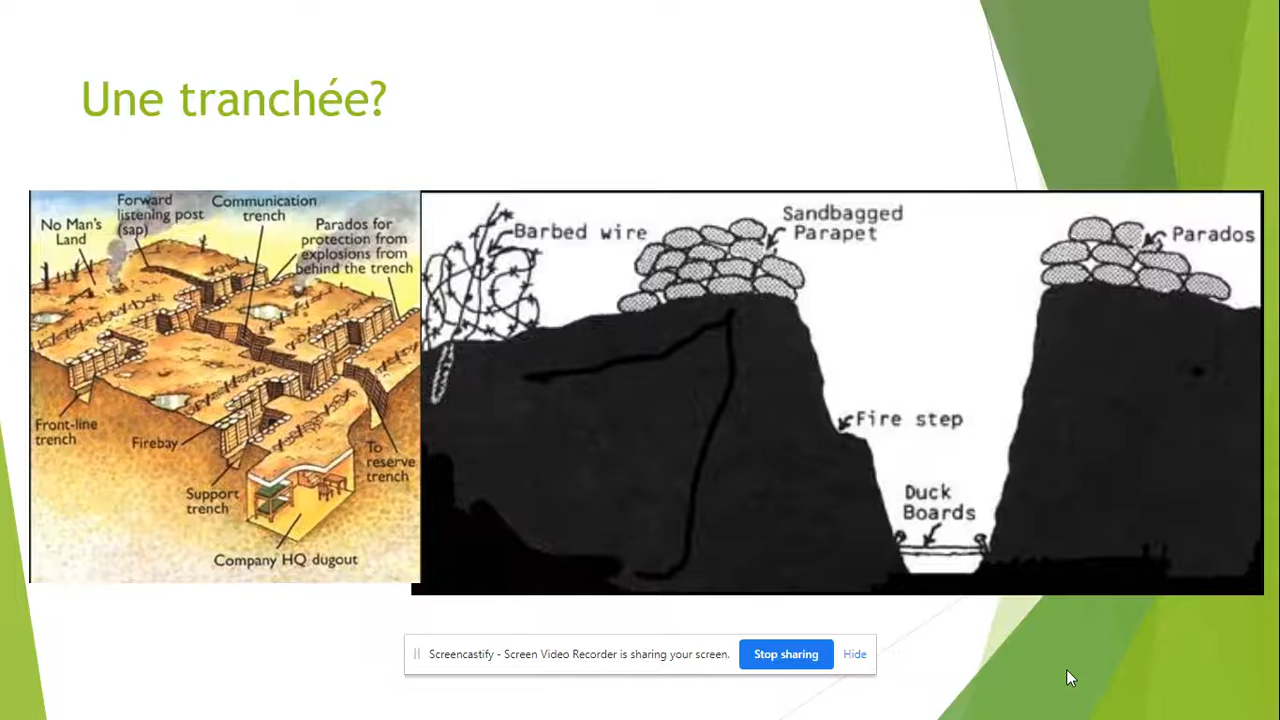 Une tranchée?
Forward
listening post
(sap)
Communication
trench
No Man's
Land
Parados for
protection from
explosions from
behind the trench
Front-line
trench
Firebay
Support
trench
To
reserve
trench
Company HQ dugout
Barbed wire
Sandbagged
Parapet
Parados
Fire step
Duck
Boards
Screencastify - Screen Video Recorder is sharing your screen.
Stop sharing
Hide